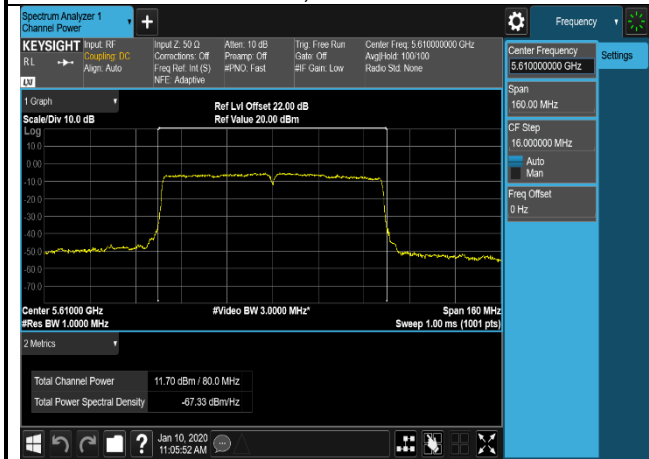 Spectrum Analyzer 1
Channel Power
+
Frequency
KEYSIGHT
RL
LXI
Input: RF
Coupling: DC
Align: Auto
Input Z: 50 Ω
Corrections: Off
Freq Ref: Int (S)
NFE: Adaptive
Atten: 10 dB
Preamp: Off
#PNO: Fast
Trig: Free Run
Gate: Off
#IF Gain: Low
Center Freq: 5.610000000 GHz
Avg|Hold: 100/100
Radio Std: None
Center Frequency
5.610000000 GHz
Settings
Span
160.00 MHz
CF Step
16.000000 MHz
Auto
Man
Freq Offset
0 Hz
1 Graph
Scale/Div 10.0 dB
Ref Lvl Offset 22.00 dB
Ref Value 20.00 dBm
Log
10.0
0.00
-10.0
-20.0
-30.0
-40.0
-50.0
-60.0
-70.0
Center 5.61000 GHz
#Video BW 3.0000 MHz*
Span 160 MHz
#Res BW 1.0000 MHz
Sweep 1.00 ms (1001 pts)
2 Metrics
Total Channel Power 11.70 dBm / 80.0 MHz
Total Power Spectral Density -67.33 dBm/Hz
?
Jan 10, 2020
11:05:52 AM